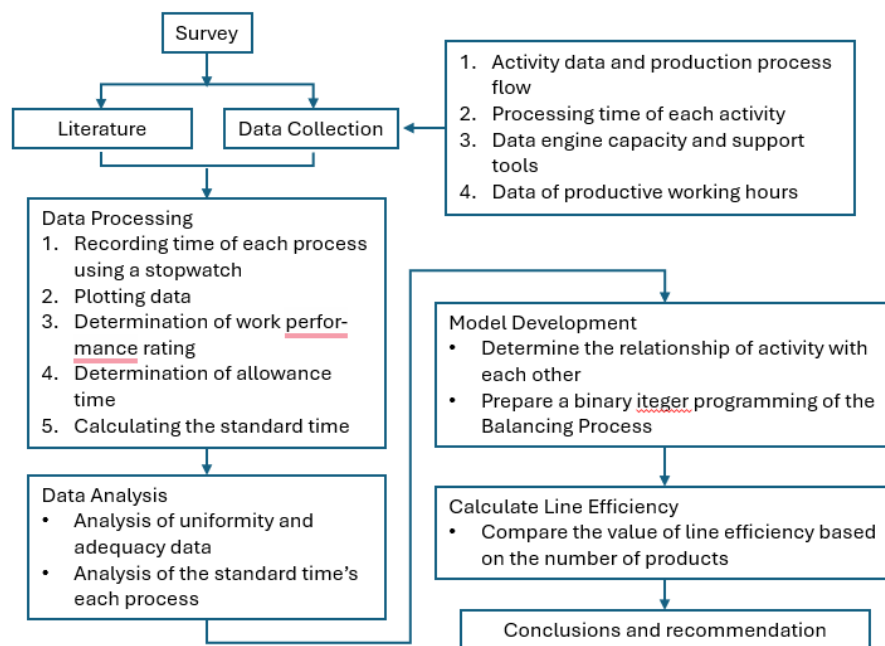 Survey
Literature
Data Collection
1. Activity data and production process
flow
2. Processing time of each activity
3. Data engine capacity and support
tools
4. Data of productive working hours
Data Processing
1. Recording time of each process
using a stopwatch
2. Plotting data
3. Determination of work perfor-
mance rating
4. Determination of allowance
time
5. Calculating the standard time
Data Analysis
• Analysis of uniformity and
adequacy data
• Analysis of the standard time's
each process
Model Development
• Determine the relationship of activity with
each other
• Prepare a binary iteger programming of the
Balancing Process
Calculate Line Efficiency
• Compare the value of line efficiency based
on the number of products
Conclusions and recommendation